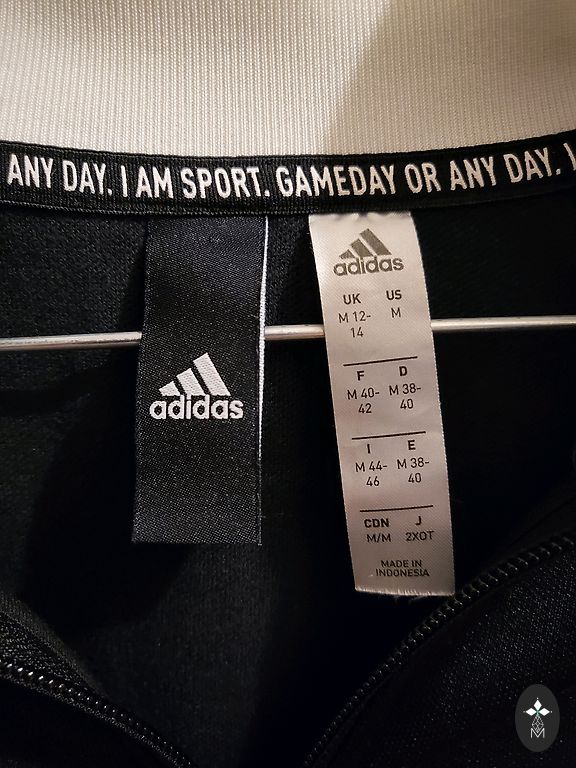 ANY DAY. I AM SPORT. GAMEDAY OR ANY DAY. I
adidas
adidas
UK US
M 12-14 M
F D
M 40-42 M 38-40
I E
M 44-46 M 38-40
CDN J
M/M 2XOT
MADE IN
INDONESIA
M